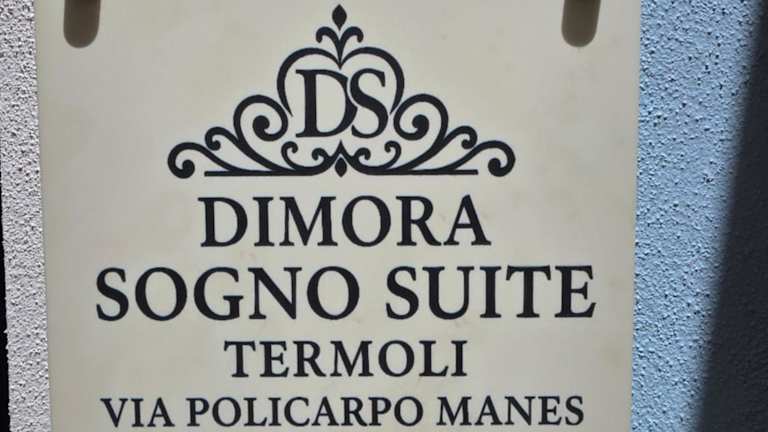 DS
DIMORA
SOGNO SUITE
TERMOLI
VIA POLICARPO MANES